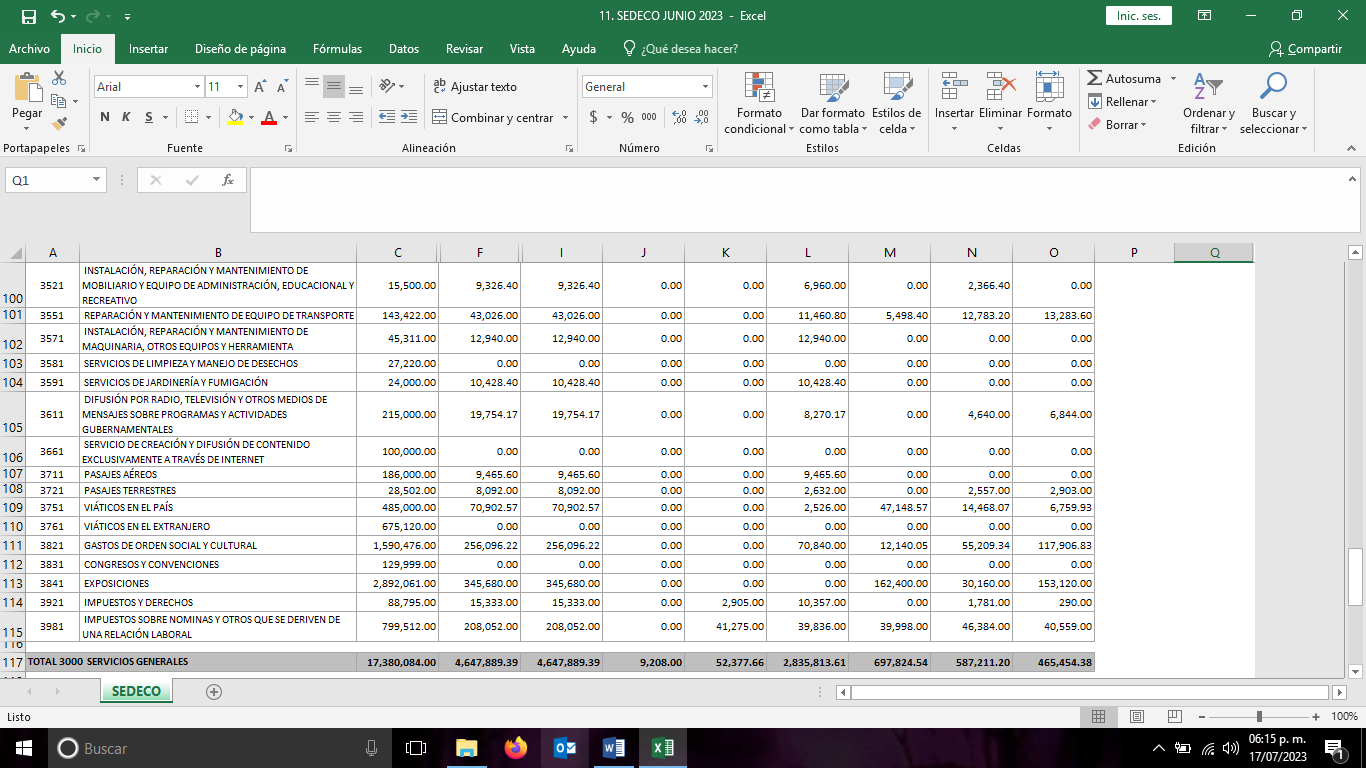 11. SEDECO JUNIO 2023 - Excel
Inic. ses.
Archivo Inicio Insertar Diseño de página Fórmulas Datos Revisar Vista Ayuda ¿Qué desea hacer? Compartir
Pegar
Arial 11
N K S
Ajustar texto
Combinar y centrar
General
$ % 000
Formato condicional
Dar formato como tabla
Estilos de celda
Insertar Eliminar Formato
Autosuma
Rellenar
Borrar
Ordenar y filtrar
Buscar y seleccionar
Portapapeles Fuente Alineación Número Estilos Celdas Edición
Q1 fx
A B C F I J K L M N O P Q
INSTALACIÓN, REPARACIÓN Y MANTENIMIENTO DE
100 3521 MOBILIARIO Y EQUIPO DE ADMINISTRACIÓN, EDUCACIONAL Y 15,500.00 9,326.40 9,326.40 0.00 0.00 6,960.00 0.00 2,366.40 0.00
RECREATIVO
101 3551 REPARACIÓN Y MANTENIMIENTO DE EQUIPO DE TRANSPORTE 143,422.00 43,026.00 43,026.00 0.00 0.00 11,460.80 5,498.40 12,783.20 13,283.60
INSTALACIÓN, REPARACIÓN Y MANTENIMIENTO DE
102 3571 MAQUINARIA, OTROS EQUIPOS Y HERRAMIENTA 45,311.00 12,940.00 12,940.00 0.00 0.00 12,940.00 0.00 0.00 0.00
103 3581 SERVICIOS DE LIMPIEZA Y MANEJO DE DESECHOS 27,220.00 0.00 0.00 0.00 0.00 0.00 0.00 0.00 0.00
104 3591 SERVICIOS DE JARDINERÍA Y FUMIGACIÓN 24,000.00 10,428.40 10,428.40 0.00 0.00 10,428.40 0.00 0.00 0.00
DIFUSIÓN POR RADIO, TELEVISIÓN Y OTROS MEDIOS DE
105 3611 MENSAJES SOBRE PROGRAMAS Y ACTIVIDADES 215,000.00 19,754.17 19,754.17 0.00 0.00 8,270.17 0.00 4,640.00 6,844.00
GUBERNAMENTALES
SERVICIO DE CREACIÓN Y DIFUSIÓN DE CONTENIDO
106 3661 EXCLUSIVAMENTE A TRAVÉS DE INTERNET 100,000.00 0.00 0.00 0.00 0.00 0.00 0.00 0.00 0.00
107 3711 PASAJES AÉREOS 186,000.00 9,465.60 9,465.60 0.00 0.00 9,465.60 0.00 0.00 0.00
108 3721 PASAJES TERRESTRES 28,502.00 8,092.00 8,092.00 0.00 0.00 2,632.00 0.00 2,557.00 2,903.00
109 3751 VIÁTICOS EN EL PAÍS 485,000.00 70,902.57 70,902.57 0.00 0.00 2,526.00 47,148.57 14,468.07 6,759.93
110 3761 VIÁTICOS EN EL EXTRANJERO 675,120.00 0.00 0.00 0.00 0.00 0.00 0.00 0.00 0.00
111 3821 GASTOS DE ORDEN SOCIAL Y CULTURAL 1,590,476.00 256,096.22 256,096.22 0.00 0.00 70,840.00 12,140.05 55,209.34 117,906.83
112 3831 CONGRESOS Y CONVENCIONES 129,999.00 0.00 0.00 0.00 0.00 0.00 0.00 0.00 0.00
113 3841 EXPOSICIONES 2,892,061.00 345,680.00 345,680.00 0.00 0.00 0.00 162,400.00 30,160.00 153,120.00
114 3921 IMPUESTOS Y DERECHOS 88,795.00 15,333.00 15,333.00 0.00 2,905.00 10,357.00 0.00 1,781.00 290.00
IMPUESTOS SOBRE NOMINAS Y OTROS QUE SE DERIVEN DE
115 3981 UNA RELACIÓN LABORAL 799,512.00 208,052.00 208,052.00 0.00 41,275.00 39,836.00 39,998.00 46,384.00 40,559.00
116
117 TOTAL 3000 SERVICIOS GENERALES 17,380,084.00 4,647,889.39 4,647,889.39 9,208.00 52,377.66 2,835,813.61 697,824.54 587,211.20 465,454.38
SEDECO
Listo 100%
Buscar
06:15 p. m.
17/07/2023
1